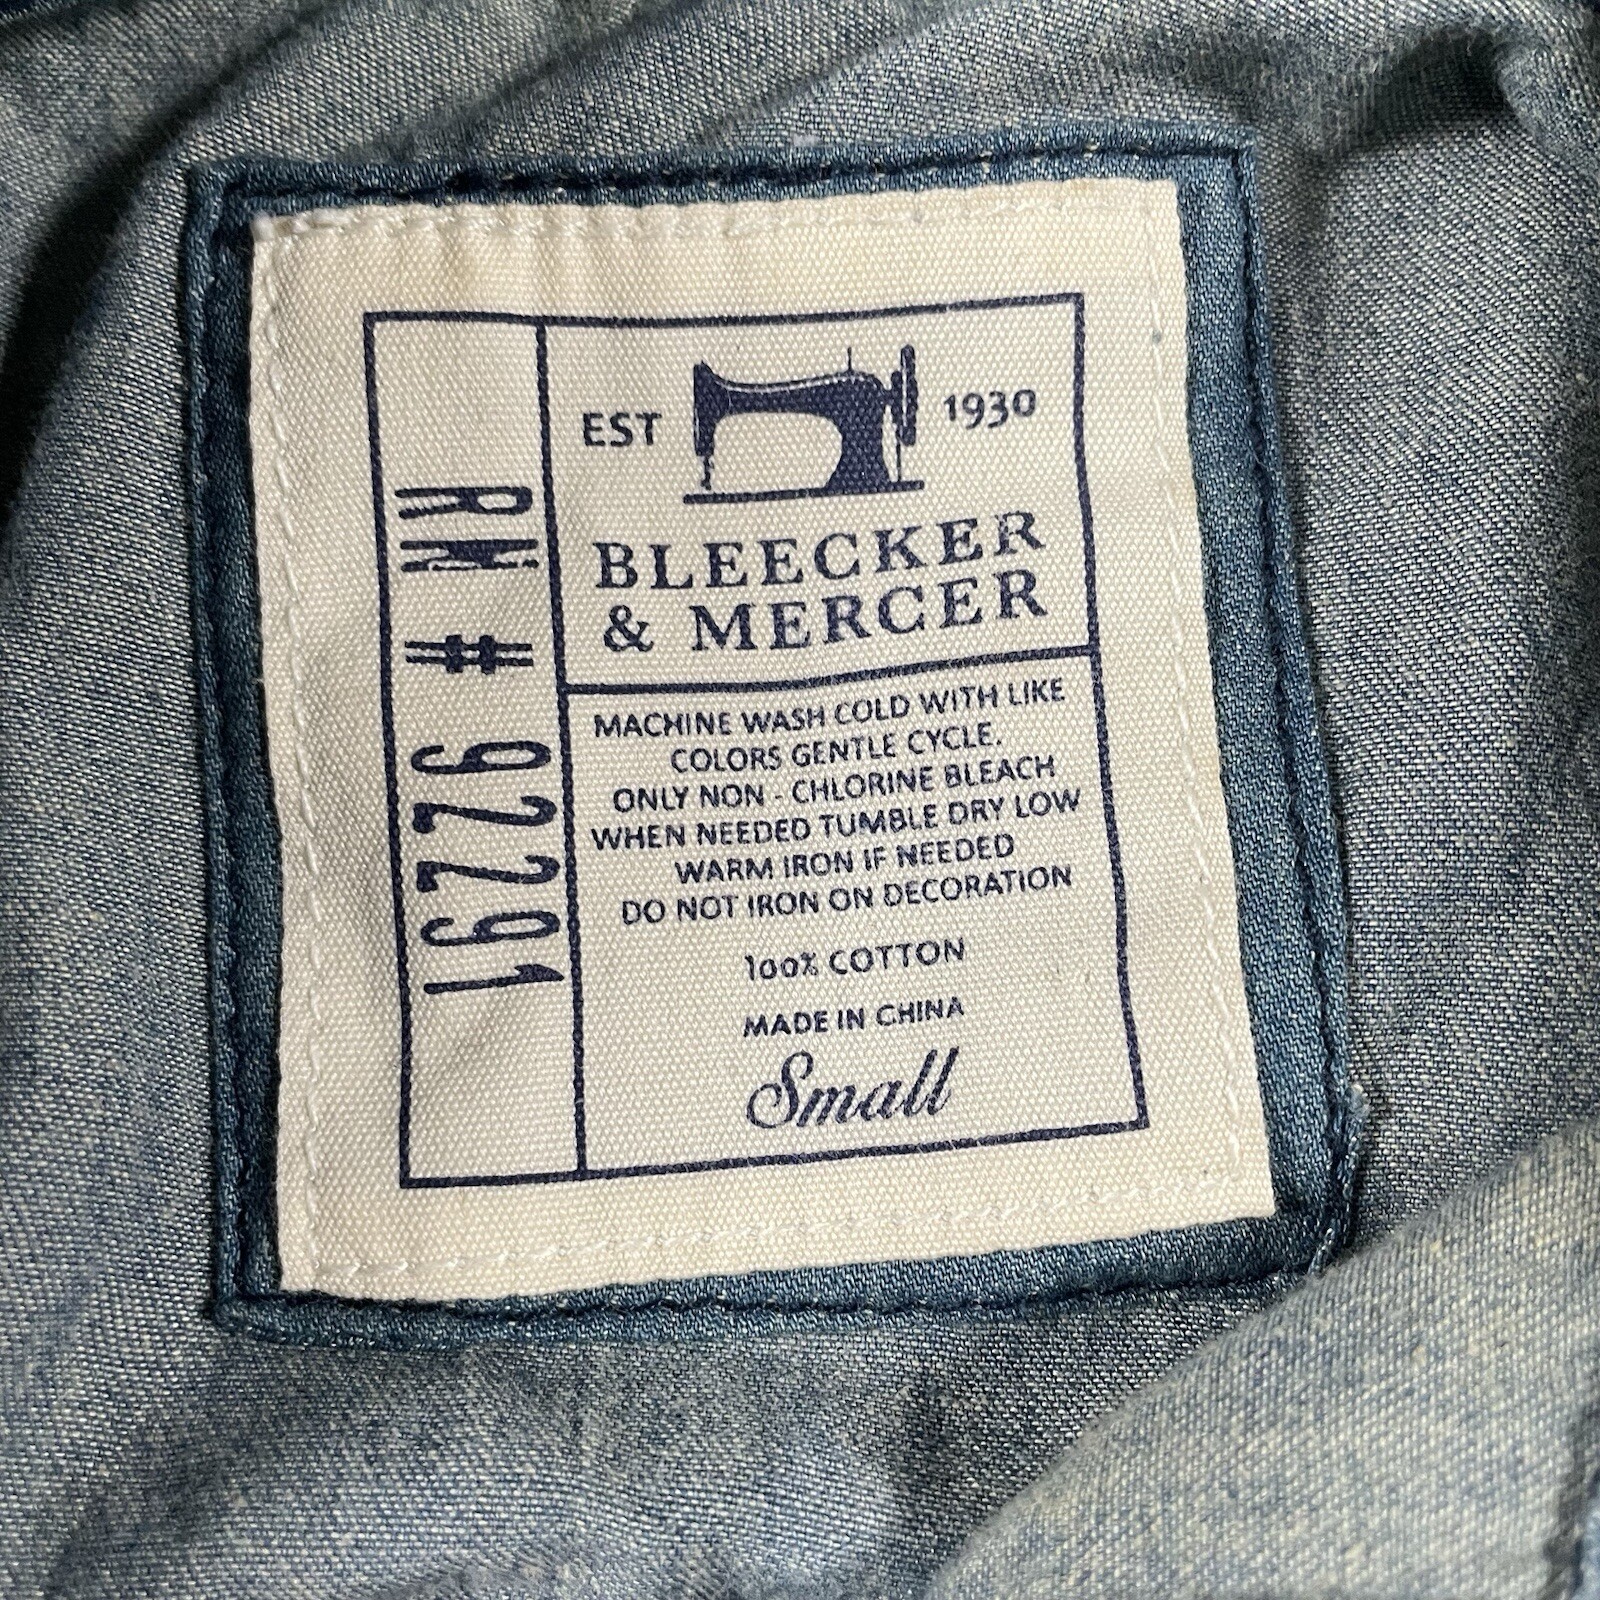 RN # 92291
EST 1930
BLEECKER
& MERCER
MACHINE WASH COLD WITH LIKE
COLORS GENTLE CYCLE.
ONLY NON - CHLORINE BLEACH
WHEN NEEDED TUMBLE DRY LOW
WARM IRON IF NEEDED
DO NOT IRON ON DECORATION
100% COTTON
MADE IN CHINA
Small